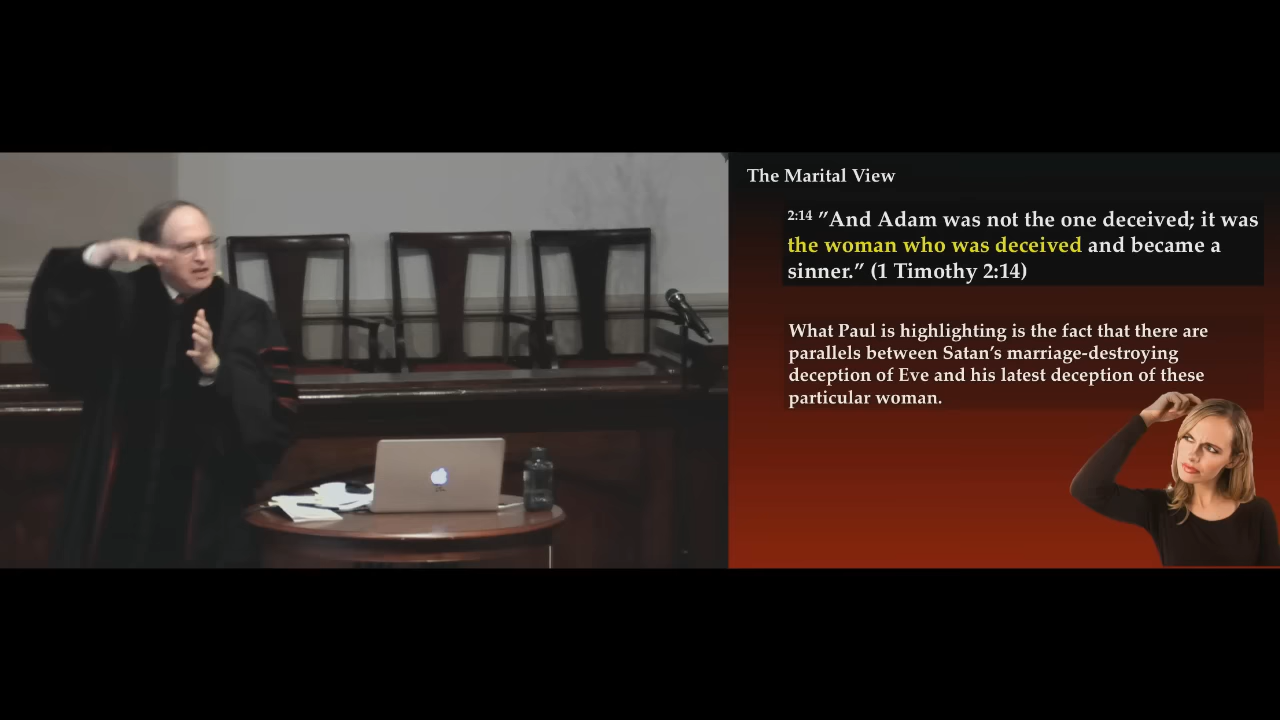 The Marital View
2:14 ”And Adam was not the one deceived; it was
the woman who was deceived and became a
sinner.” (1 Timothy 2:14)
What Paul is highlighting is the fact that there are
parallels between Satan’s marriage-destroying
deception of Eve and his latest deception of these
particular woman.